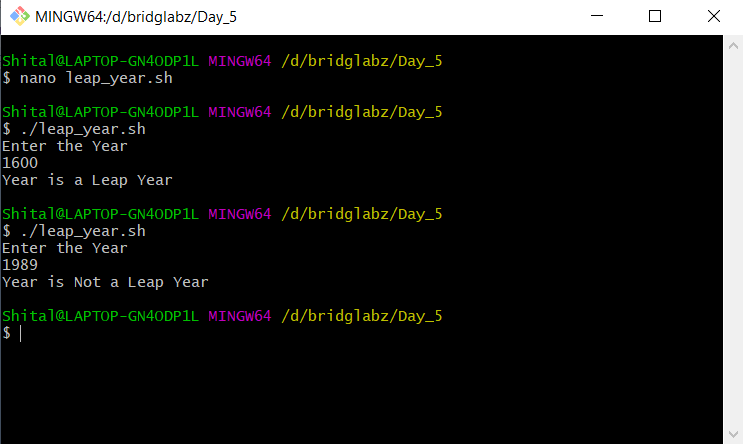 MINGW64:/d/bridglabz/Day_5
Shital@LAPTOP-GN4ODP1L MINGW64 /d/bridglabz/Day_5
$ nano leap_year.sh
Shital@LAPTOP-GN4ODP1L MINGW64 /d/bridglabz/Day_5
$ ./leap_year.sh
Enter the Year
1600
Year is a Leap Year
Shital@LAPTOP-GN4ODP1L MINGW64 /d/bridglabz/Day_5
$ ./leap_year.sh
Enter the Year
1989
Year is Not a Leap Year
Shital@LAPTOP-GN4ODP1L MINGW64 /d/bridglabz/Day_5
$